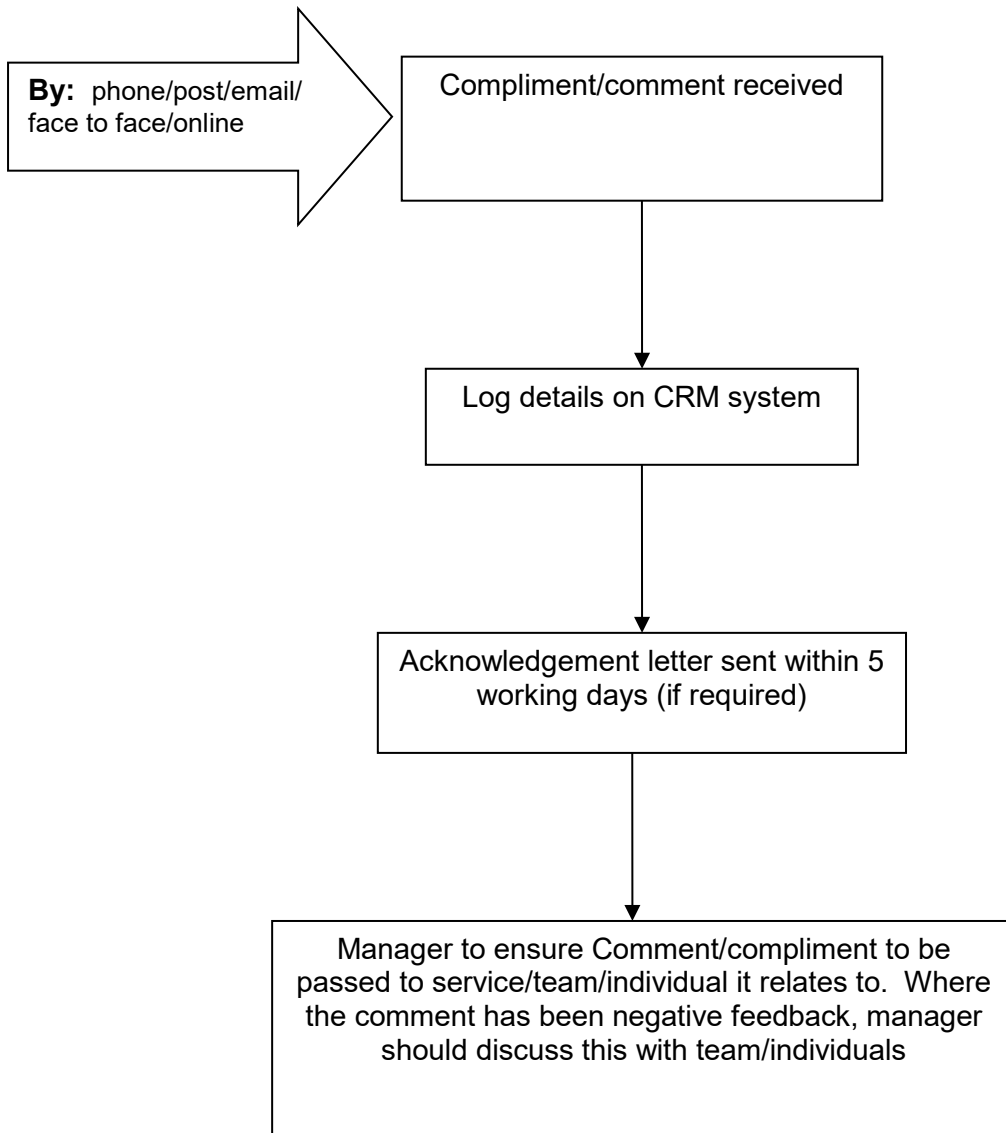 By: phone/post/email/
face to face/online
Compliment/comment received
Log details on CRM system
Acknowledgement letter sent within 5
working days (if required)
Manager to ensure Comment/compliment to be
passed to service/team/individual it relates to.  Where
the comment has been negative feedback, manager
should discuss this with team/individuals